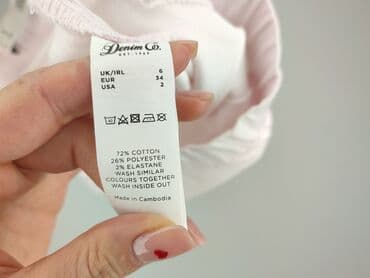 Denim Co.
EST. 1969
UK/IRL 6
EUR 34
USA 2
72% COTTON
26% POLYESTER
2% ELASTANE
WASH SIMILAR
COLOURS TOGETHER
WASH INSIDE OUT
Made in Cambodia